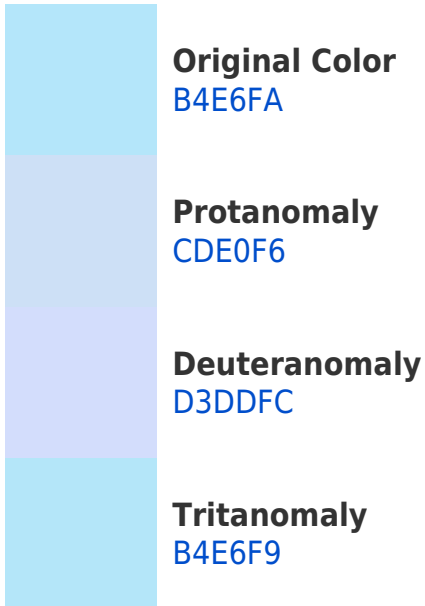 Original Color
B4E6FA
Protanomaly
CDE0F6
Deuteranomaly
D3DDFC
Tritanomaly
B4E6F9